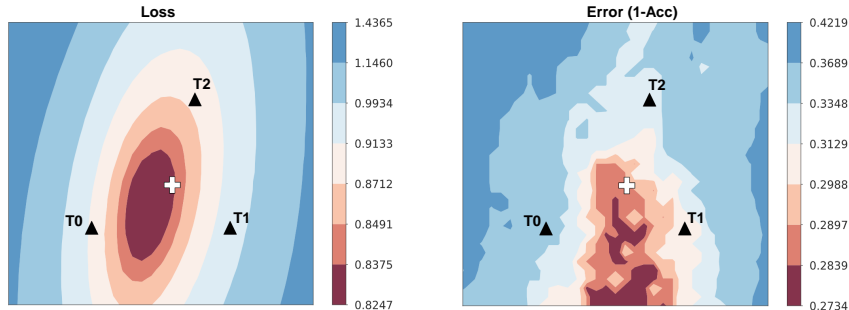 Loss
T2
T0
T1
1.4365
1.1460
0.9934
0.9133
0.8712
0.8491
0.8375
0.8247
Error (1-Acc)
T2
T0
T1
0.4219
0.3689
0.3348
0.3129
0.2988
0.2897
0.2839
0.2734